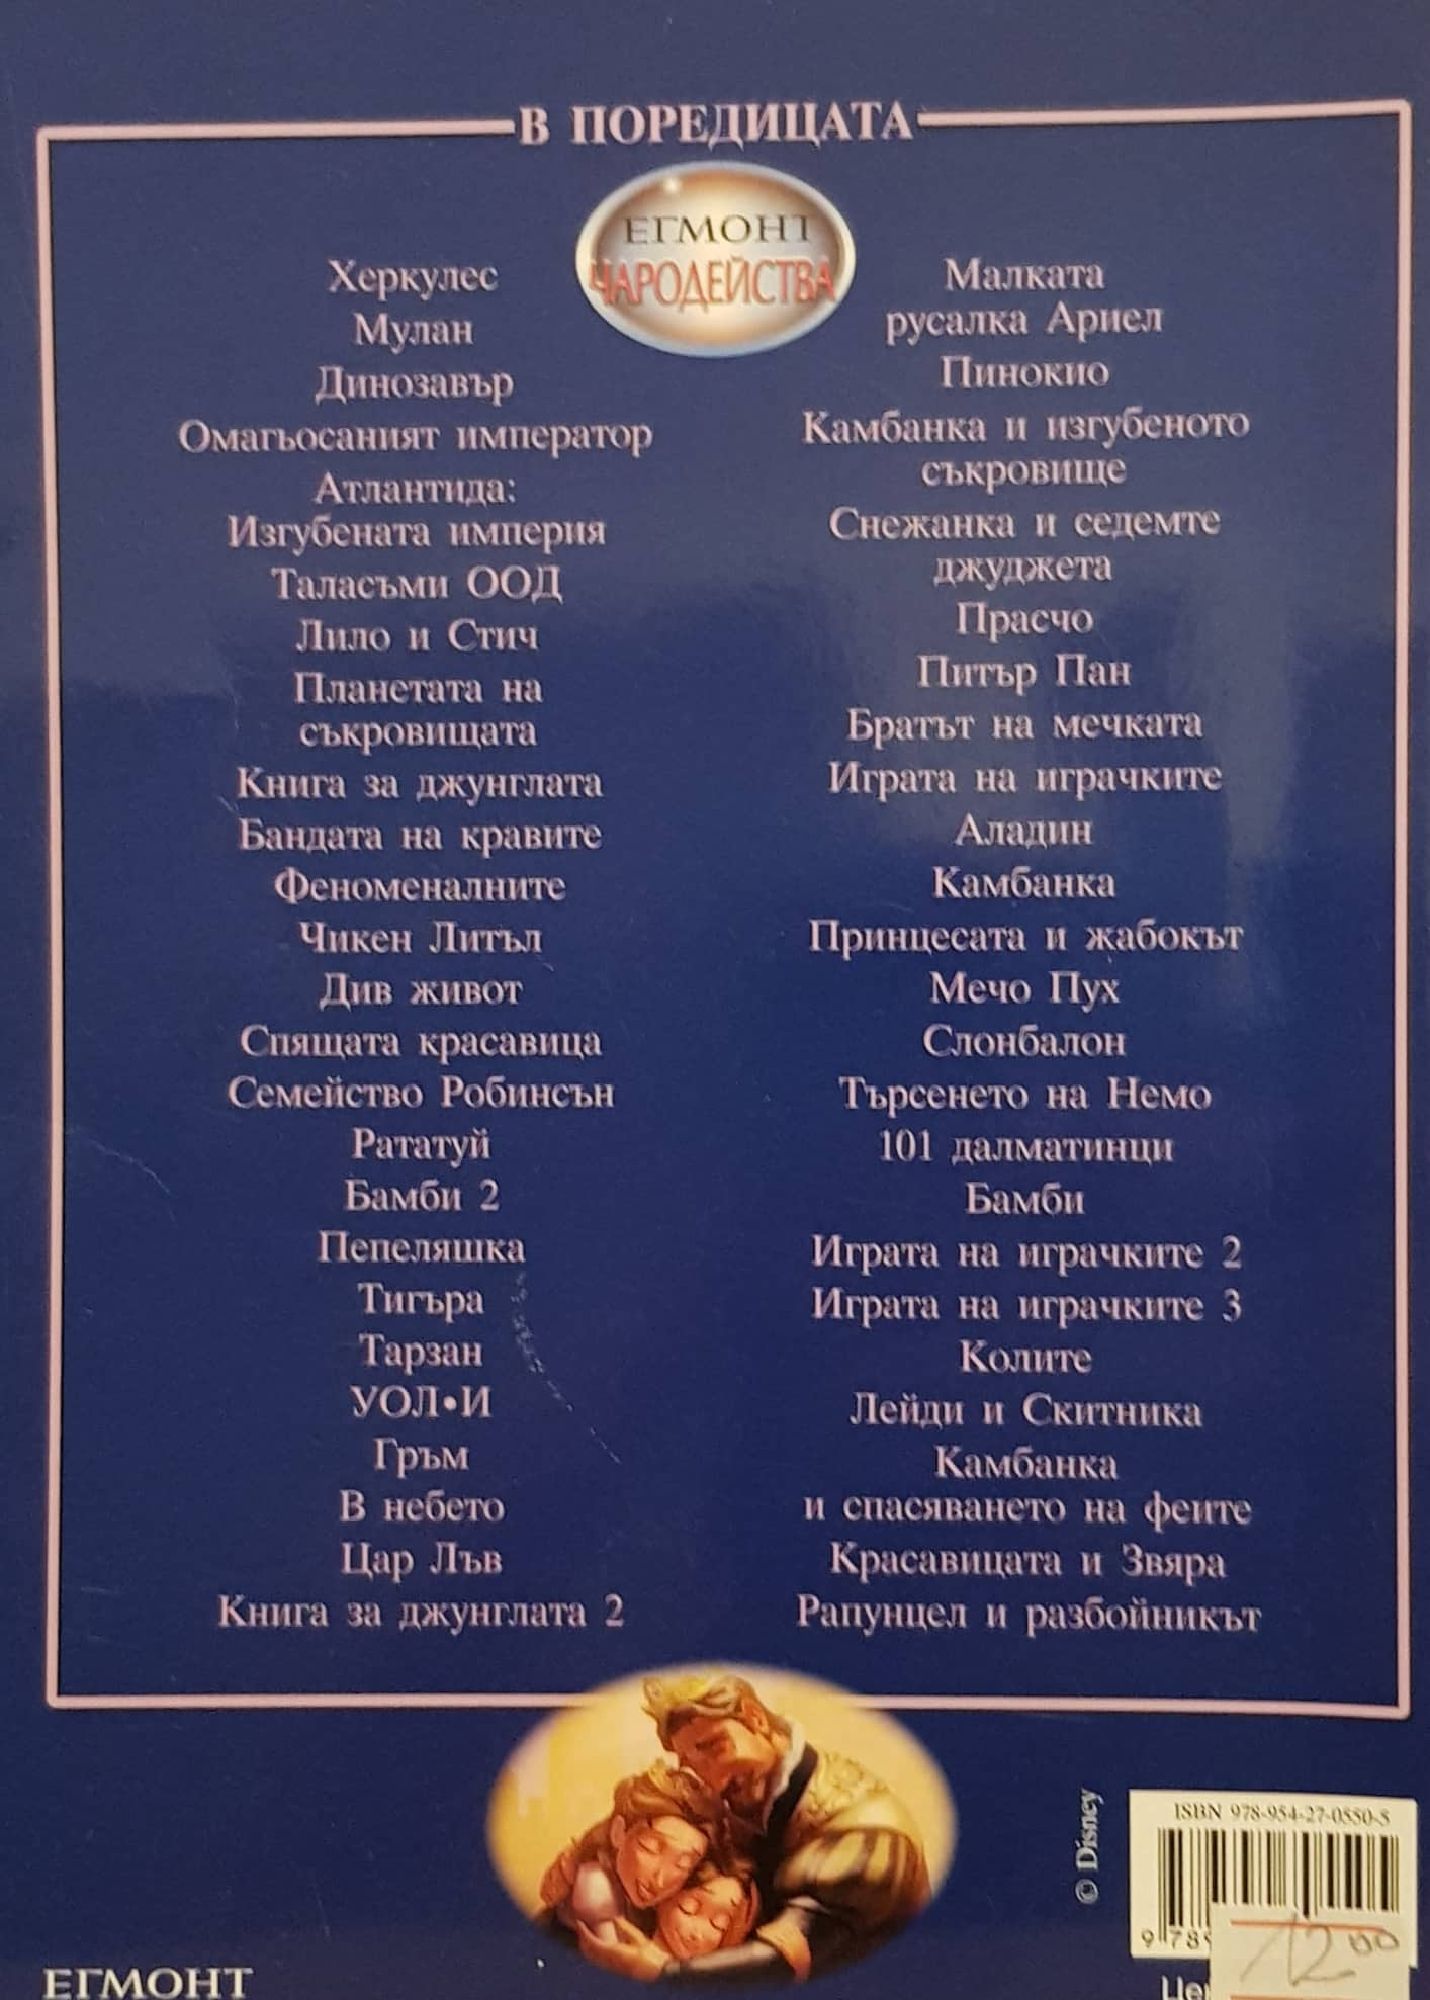 В ПОРЕДИЦАТА
ЕГМОНТ
ЧАРОДЕЙСТВА
Херкулес
Мулан
Динозавър
Омагьосаният император
Атлантида:
Изгубената империя
Таласъми ООД
Лило и Стич
Планетата на
съкровищата
Книга за джунглата
Бандата на кравите
Феноменалните
Чикен Литъл
Див живот
Спящата красавица
Семейство Робинсън
Рататуй
Бамби 2
Пепеляшка
Тигъра
Тарзан
УОЛ•И
Гръм
В небето
Цар Лъв
Книга за джунглата 2
Малката
русалка Ариел
Пинокио
Камбанка и изгубеното
съкровище
Снежанка и седемте
джуджета
Прасчо
Питър Пан
Братът на мечката
Играта на играчките
Аладин
Камбанка
Принцесата и жабокът
Мечо Пух
Слонбалон
Търсенето на Немо
101 далматинци
Бамби
Играта на играчките 2
Играта на играчките 3
Колите
Лейди и Скитника
Камбанка
и спасяването на феите
Красавицата и Звяра
Рапунцел и разбойникът
© Disney
ISBN 978-954-27-0550-5
9 785
12 00
ЕГМОНТ